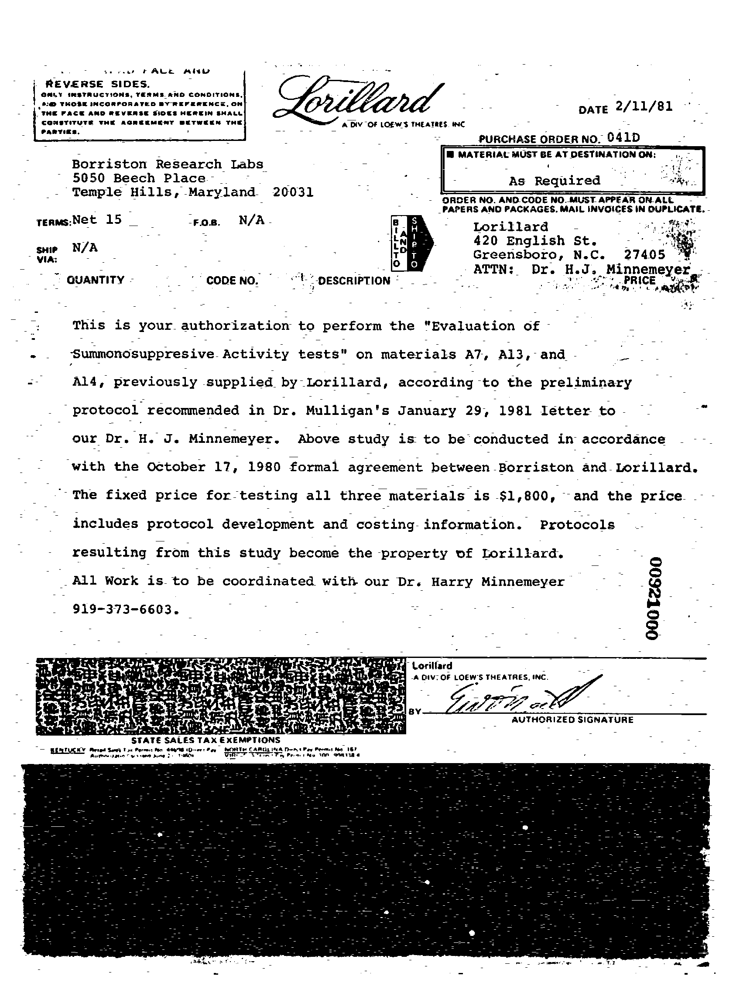 FACE AND
REVERSE SIDES.
ONLY INSTRUCTIONS, TERMS AND CONDITIONS,
AND THOSE INCORPORATED BY REFERENCE, ON
THE FACE AND REVERSE SIDES HEREIN SHALL
CONSTITUTE THE AGREEMENT BETWEEN THE
PARTIES.
Lorillard
A DIV OF LOEW'S THEATRES, INC
DATE 2/11/81
PURCHASE ORDER NO. 041D
MATERIAL MUST BE AT DESTINATION ON:
As Required
Borriston Research Labs
5050 Beech Place
Temple Hills, Maryland 20031
ORDER NO. AND CODE NO. MUST APPEAR ON ALL
PAPERS AND PACKAGES. MAIL INVOICES IN DUPLICATE.
TERMS: Net 15 F.O.B. N/A
SHIP VIA: N/A
BILL TO AND SHIP TO
Lorillard
420 English St.
Greensboro, N.C. 27405
ATTN: Dr. H.J. Minnemeyer
QUANTITY CODE NO. DESCRIPTION PRICE
This is your authorization to perform the "Evaluation of
Summonosuppresive Activity tests" on materials A7, A13, and
A14, previously supplied by Lorillard, according to the preliminary
protocol recommended in Dr. Mulligan's January 29, 1981 letter to
our Dr. H. J. Minnemeyer. Above study is to be conducted in accordance
with the October 17, 1980 formal agreement between Borriston and Lorillard.
The fixed price for testing all three materials is $1,800, and the price
includes protocol development and costing information. Protocols
resulting from this study become the property of Lorillard.
All Work is to be coordinated with our Dr. Harry Minnemeyer
919-373-6603.
00921000
Lorillard
A DIV. OF LOEW'S THEATRES, INC.
BY
AUTHORIZED SIGNATURE
STATE SALES TAX EXEMPTIONS
KENTUCKY
NORTH CAROLINA Direct Pay Permit No.